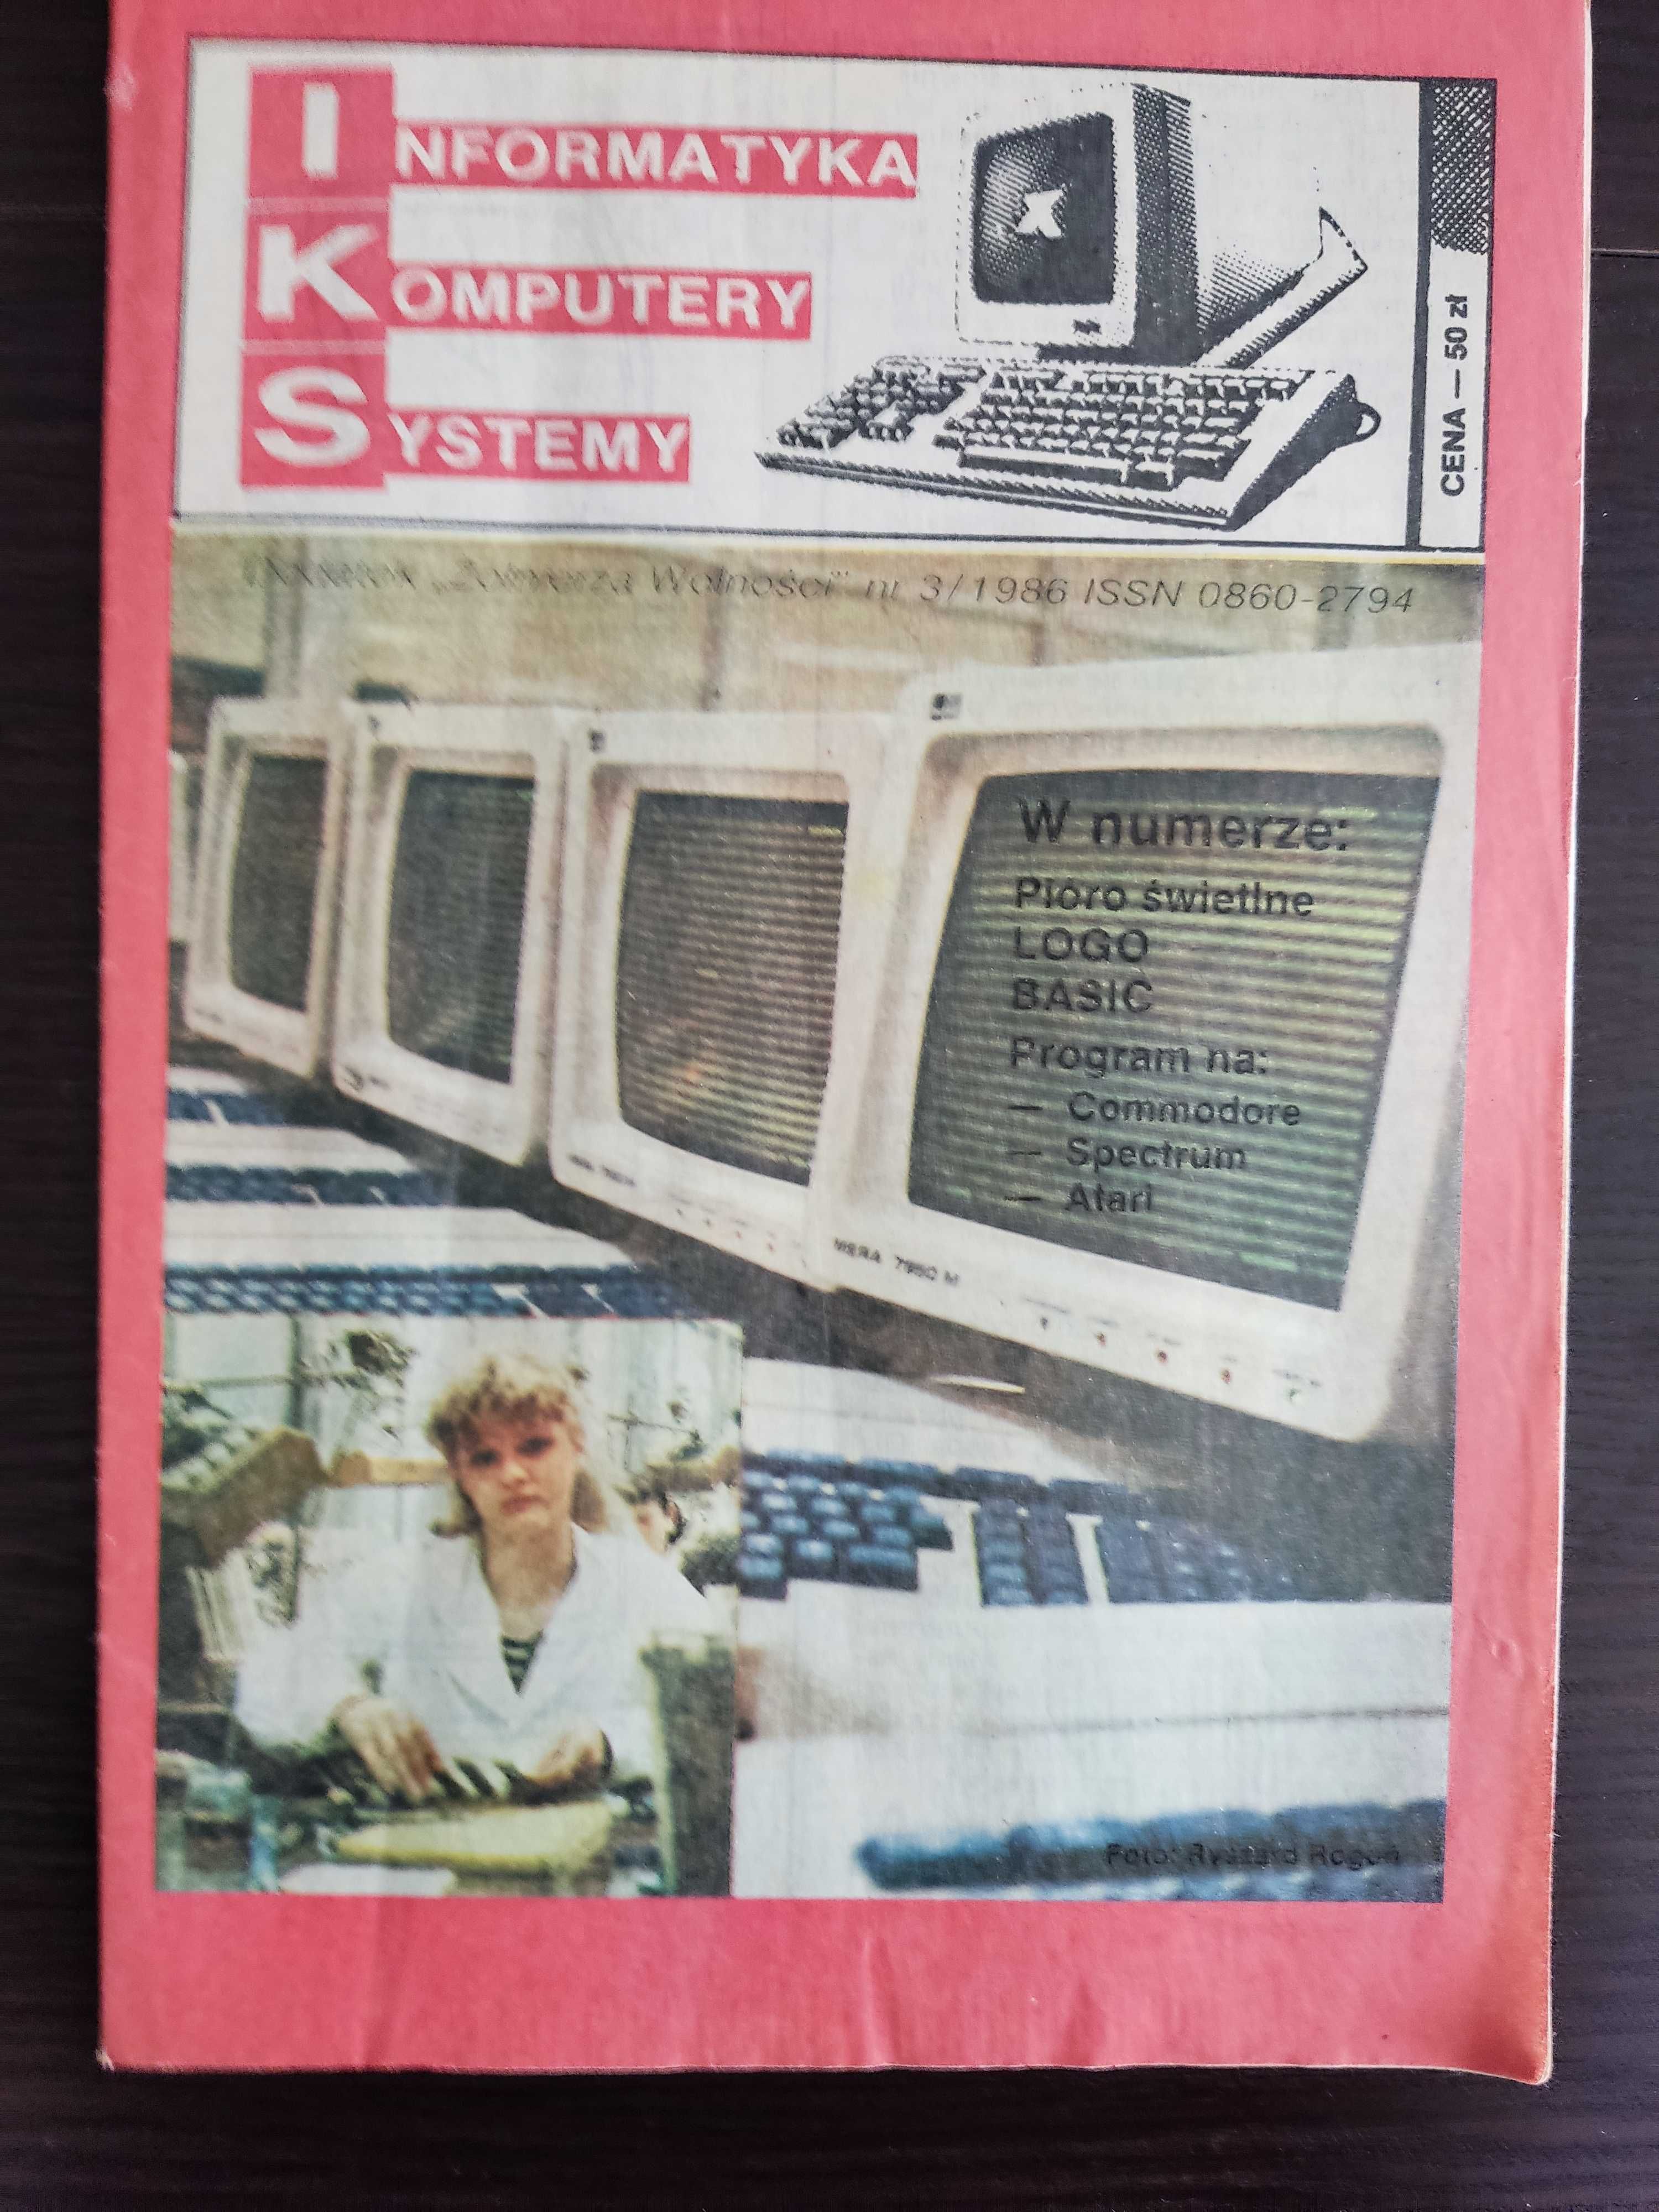 INFORMATYKA
KOMPUTERY
SYSTEMY
CENA — 50 zł
„Żołnierza Wolności” nr 3/1986 ISSN 0860-2794
W numerze:
Pióro świetlne
LOGO
BASIC
Program na:
— Commodore
— Spectrum
— Atari
MERA 7950 M
Foto: Ryszard